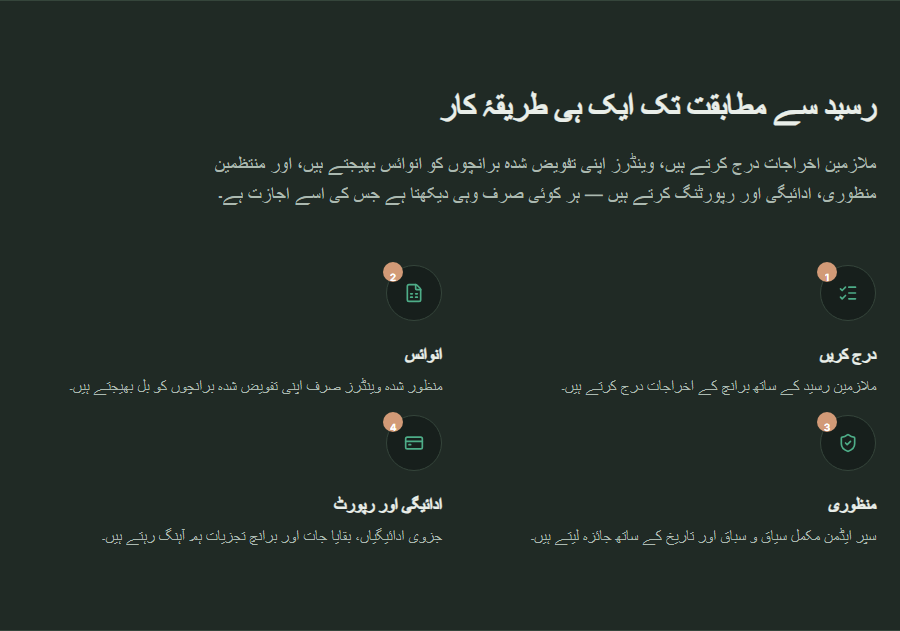 رسید سے مطابقت تک ایک ہی طریقۂ کار
ملازمین اخراجات درج کرتے ہیں، وینڈرز اپنی تفویض شدہ برانچوں کو انوائس بھیجتے ہیں، اور منتظمین
منظوری، ادائیگی اور رپورٹنگ کرتے ہیں — ہر کوئی صرف وہی دیکھتا ہے جس کی اسے اجازت ہے۔
1
درج کریں
ملازمین رسید کے ساتھ برانچ کے اخراجات درج کرتے ہیں۔
2
انوائس
منظور شدہ وینڈرز صرف اپنی تفویض شدہ برانچوں کو بل بھیجتے ہیں۔
3
منظوری
سپر ایڈمن مکمل سیاق و سباق اور تاریخ کے ساتھ جائزہ لیتے ہیں۔
4
ادائیگی اور رپورٹ
جزوی ادائیگیاں، بقایا جات اور برانچ تجزیات ہم آہنگ رہتے ہیں۔